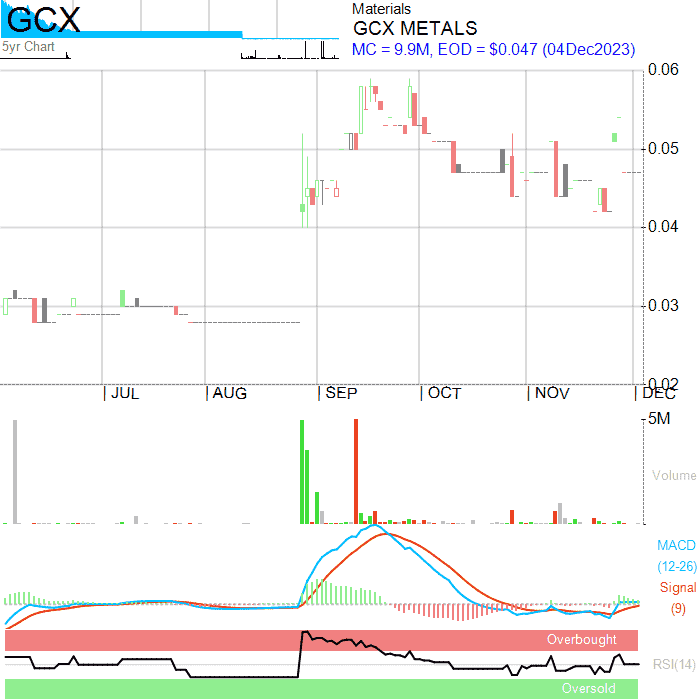 GCX
5yr Chart
Materials
GCX METALS
MC = 9.9M, EOD = $0.047 (04Dec2023)
0.06
0.05
0.04
0.03
0.02
JUL AUG SEP OCT NOV DEC
5M
Volume
MACD
(12-26)
Signal
(9)
Overbought
RSI(14)
Oversold